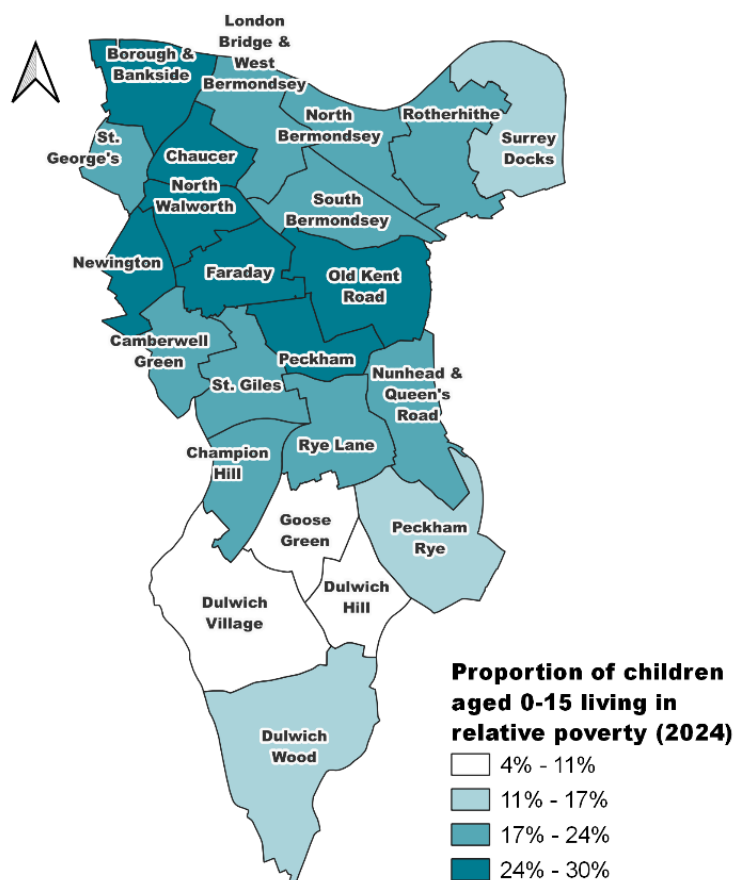 London
Bridge &
West
Bermondsey
Borough &
Bankside
North
Bermondsey
Rotherhithe
Surrey
Docks
St.
George's
Chaucer
North
Walworth
South
Bermondsey
Newington
Faraday
Old Kent
Road
Camberwell
Green
Peckham
St. Giles
Nunhead &
Queen's
Road
Champion
Hill
Rye Lane
Goose
Green
Peckham
Rye
Dulwich
Village
Dulwich
Hill
Dulwich
Wood
Proportion of children
aged 0-15 living in
relative poverty (2024)
4% - 11%
11% - 17%
17% - 24%
24% - 30%